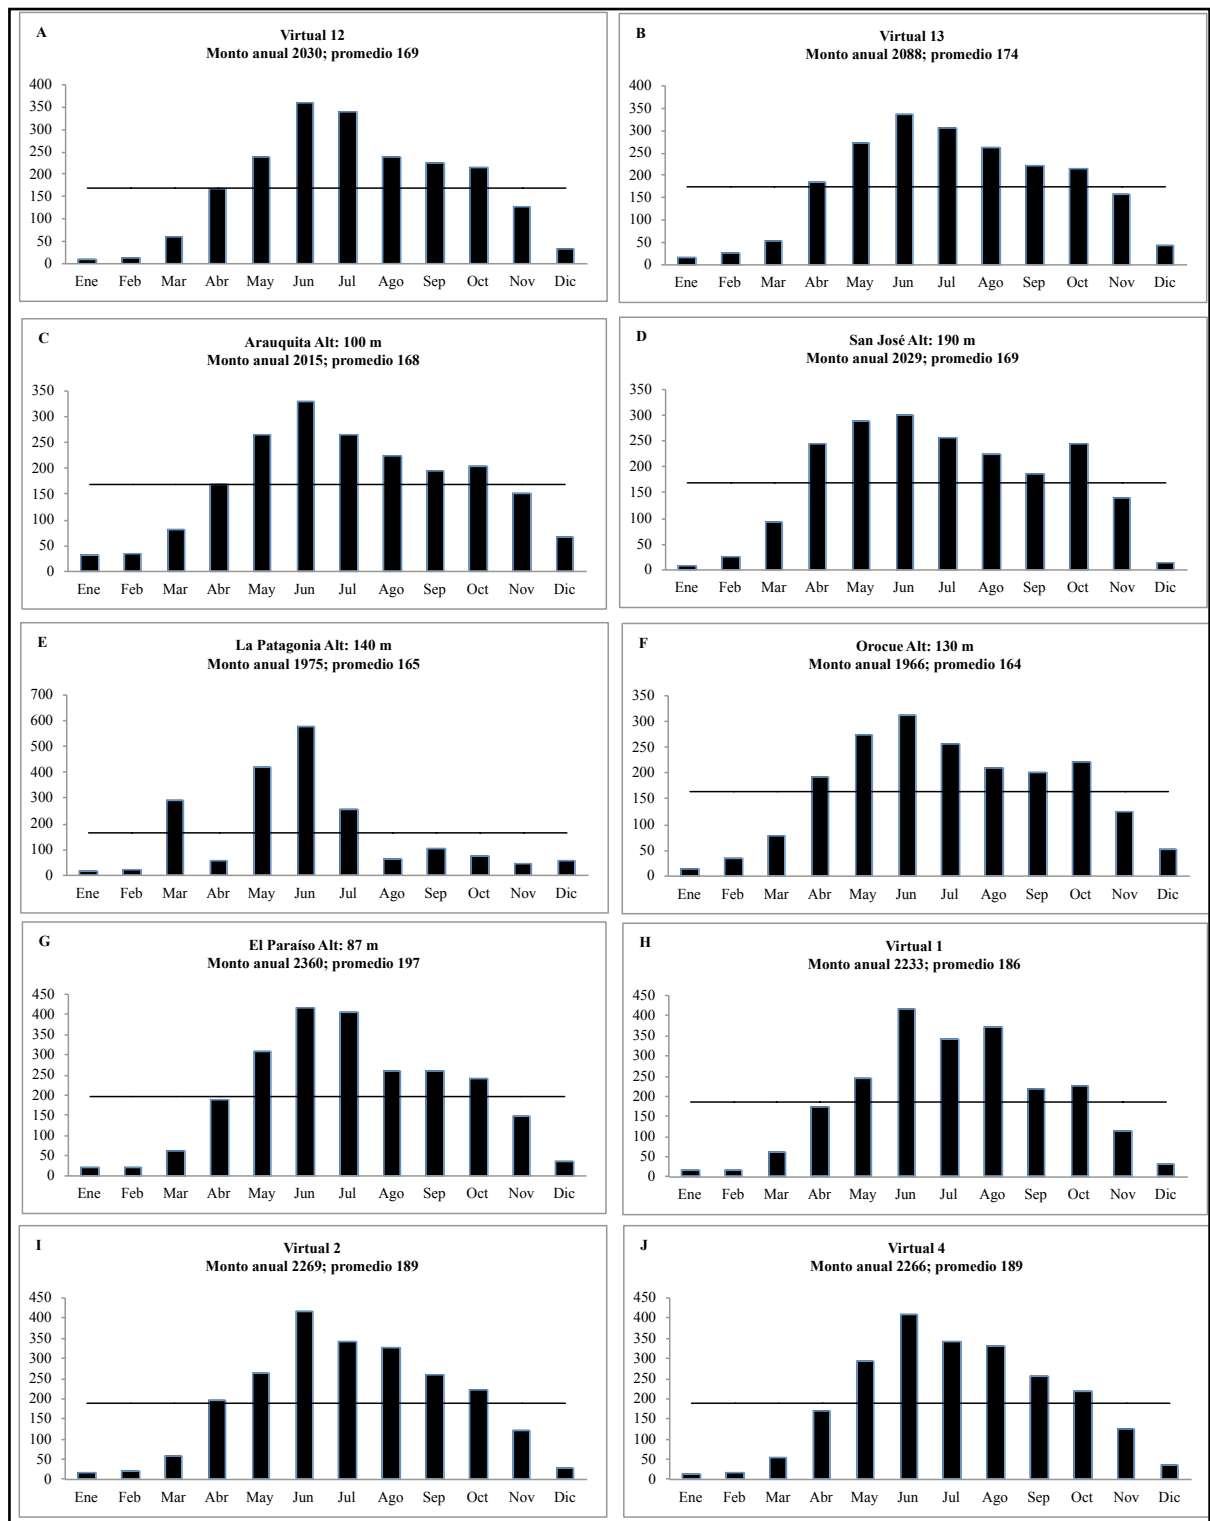 A
Virtual 12
Monto anual 2030; promedio 169
400
350
300
250
200
150
100
50
0
Ene Feb Mar Abr May Jun Jul Ago Sep Oct Nov Dic
B
Virtual 13
Monto anual 2088; promedio 174
400
350
300
250
200
150
100
50
0
Ene Feb Mar Abr May Jun Jul Ago Sep Oct Nov Dic
C
Arauquita Alt: 100 m
Monto anual 2015; promedio 168
350
300
250
200
150
100
50
0
Ene Feb Mar Abr May Jun Jul Ago Sep Oct Nov Dic
D
San José Alt: 190 m
Monto anual 2029; promedio 169
350
300
250
200
150
100
50
0
Ene Feb Mar Abr May Jun Jul Ago Sep Oct Nov Dic
E
La Patagonia Alt: 140 m
Monto anual 1975; promedio 165
700
600
500
400
300
200
100
0
Ene Feb Mar Abr May Jun Jul Ago Sep Oct Nov Dic
F
Orocue Alt: 130 m
Monto anual 1966; promedio 164
350
300
250
200
150
100
50
0
Ene Feb Mar Abr May Jun Jul Ago Sep Oct Nov Dic
G
El Paraíso Alt: 87 m
Monto anual 2360; promedio 197
450
400
350
300
250
200
150
100
50
0
Ene Feb Mar Abr May Jun Jul Ago Sep Oct Nov Dic
H
Virtual 1
Monto anual 2233; promedio 186
450
400
350
300
250
200
150
100
50
0
Ene Feb Mar Abr May Jun Jul Ago Sep Oct Nov Dic
I
Virtual 2
Monto anual 2269; promedio 189
450
400
350
300
250
200
150
100
50
0
Ene Feb Mar Abr May Jun Jul Ago Sep Oct Nov Dic
J
Virtual 4
Monto anual 2266; promedio 189
450
400
350
300
250
200
150
100
50
0
Ene Feb Mar Abr May Jun Jul Ago Sep Oct Nov Dic